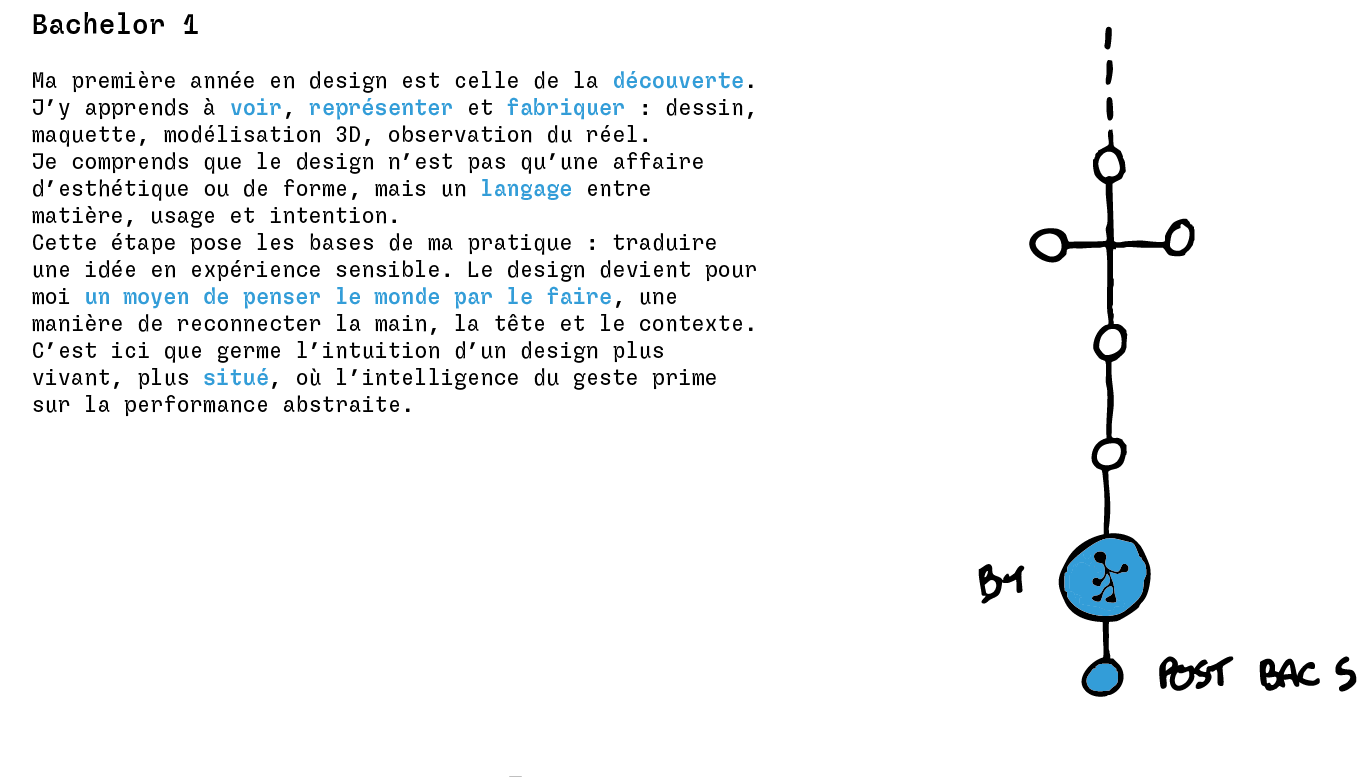 Bachelor 1
Ma première année en design est celle de la découverte.
J’y apprends à voir, représenter et fabriquer : dessin,
maquette, modélisation 3D, observation du réel.
Je comprends que le design n’est pas qu’une affaire
d’esthétique ou de forme, mais un langage entre
matière, usage et intention.
Cette étape pose les bases de ma pratique : traduire
une idée en expérience sensible. Le design devient pour
moi un moyen de penser le monde par le faire, une
manière de reconnecter la main, la tête et le contexte.
C’est ici que germe l’intuition d’un design plus
vivant, plus situé, où l’intelligence du geste prime
sur la performance abstraite.
B1
POST BAC S